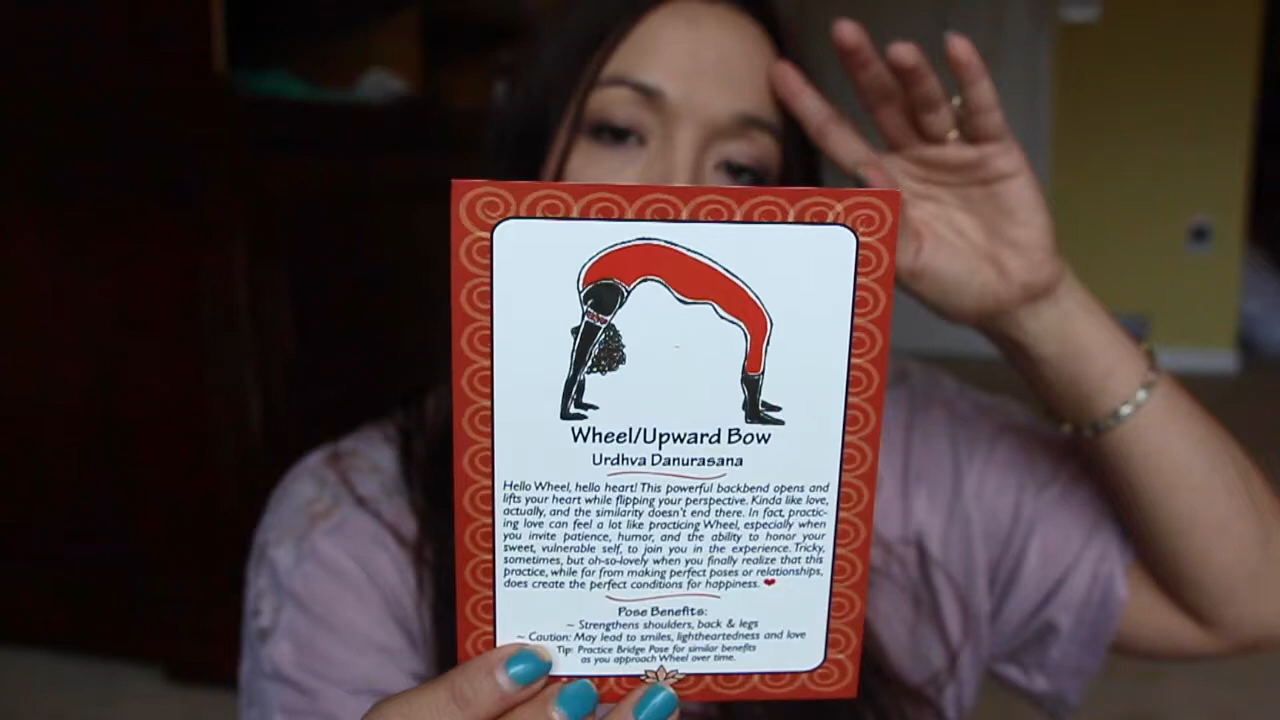 Wheel/Upward Bow
Urdhva Danurasana
Hello Wheel, hello heart! This powerful backbend opens and
lifts your heart while flipping your perspective. Kinda like love,
actually, and the similarity doesn't end there. In fact, practic-
ing love can feel a lot like practicing Wheel, especially when
you invite patience, humor, and the ability to honor your
sweet, vulnerable self, to join you in the experience. Tricky,
sometimes, but oh-so-lovely when you finally realize that this
practice, while far from making perfect poses or relationships,
does create the perfect conditions for happiness. ❤
Pose Benefits:
~ Strengthens shoulders, back & legs
~ Caution: May lead to smiles, lightheartedness and love
Tip: Practice Bridge Pose for similar benefits
as you approach Wheel over time.